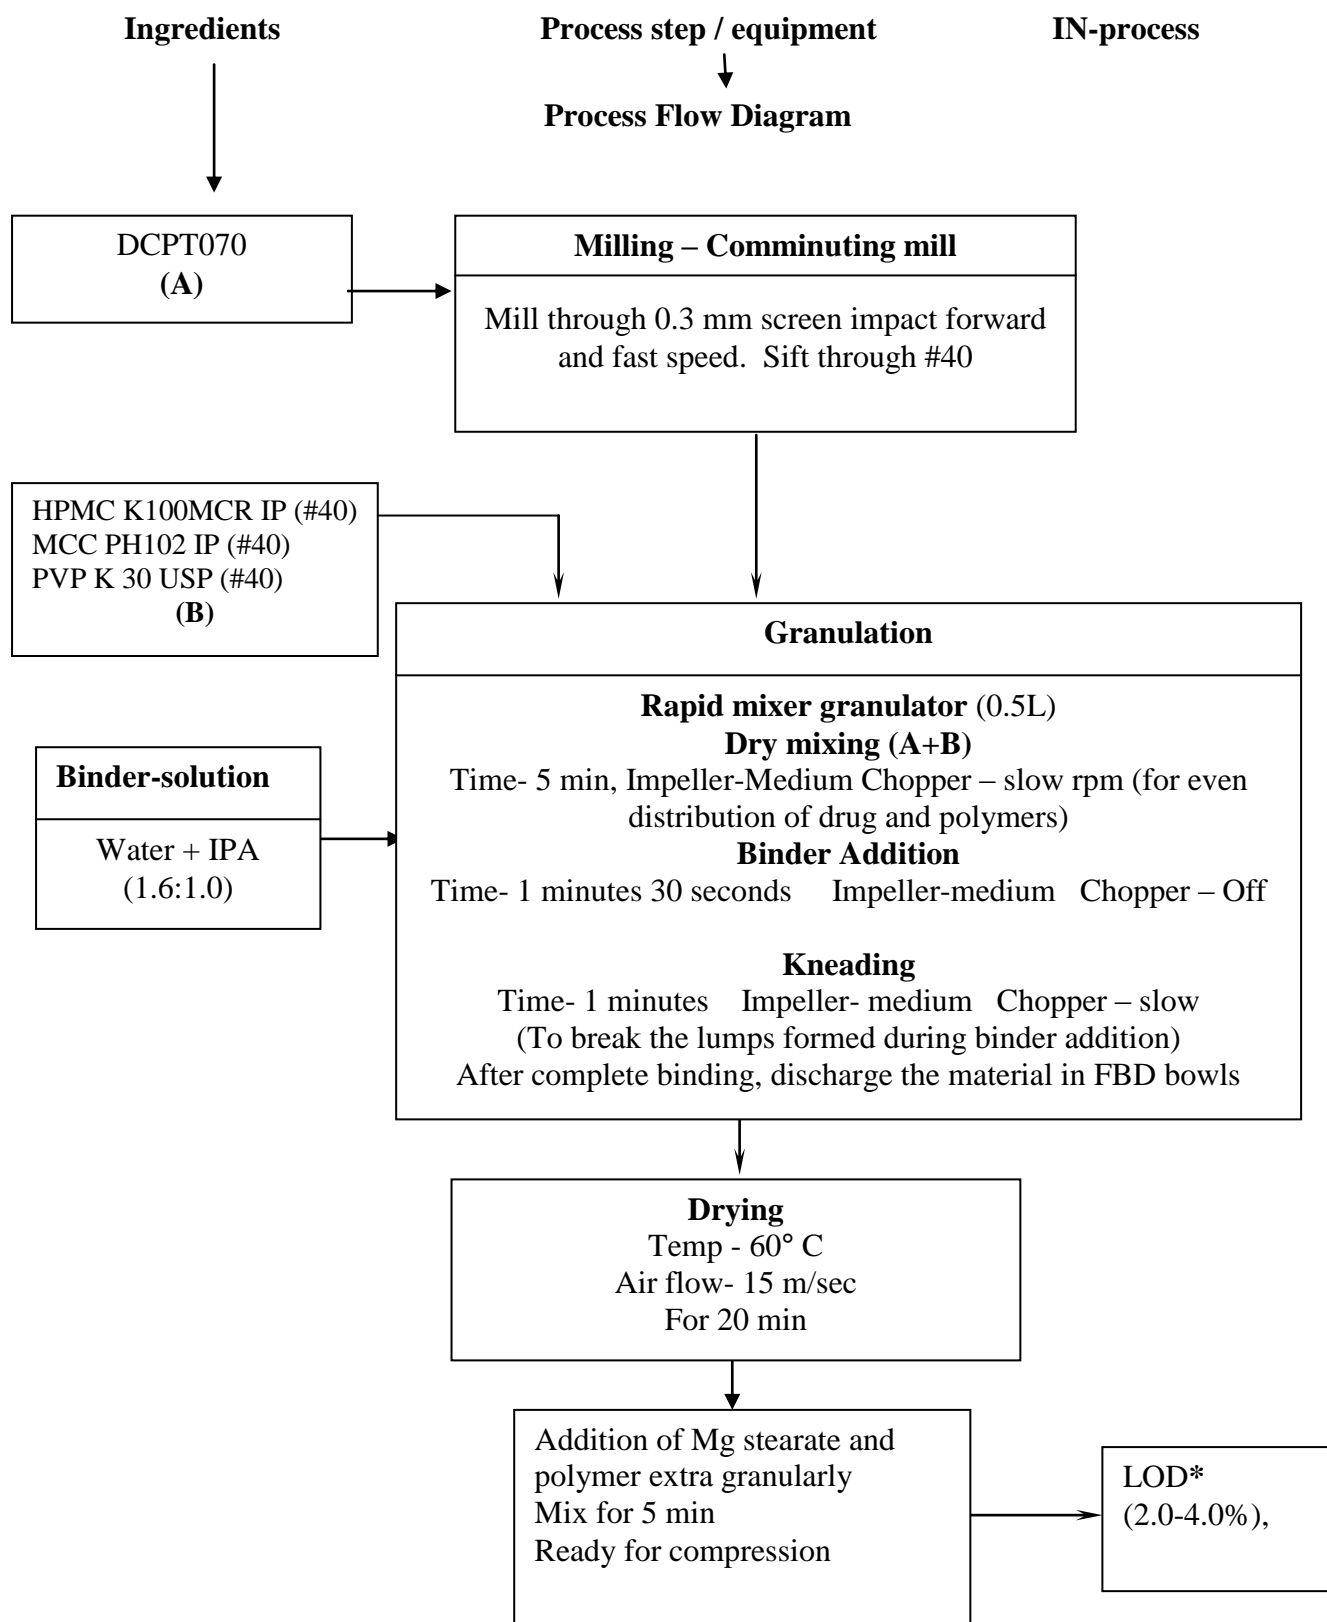 Ingredients
Process step / equipment
IN-process
Process Flow Diagram
DCPT070
(A)
Milling – Comminuting mill
Mill through 0.3 mm screen impact forward
and fast speed.  Sift through #40
HPMC K100MCR IP (#40)
MCC PH102 IP (#40)
PVP K 30 USP (#40)
(B)
Granulation
Rapid mixer granulator (0.5L)
Dry mixing (A+B)
Time- 5 min, Impeller-Medium Chopper – slow rpm (for even
distribution of drug and polymers)
Binder Addition
Time- 1 minutes 30 seconds     Impeller-medium   Chopper – Off
Kneading
Time- 1 minutes    Impeller- medium   Chopper – slow
(To break the lumps formed during binder addition)
After complete binding, discharge the material in FBD bowls
Binder-solution
Water + IPA
(1.6:1.0)
Drying
Temp - 60° C
Air flow- 15 m/sec
For 20 min
Addition of Mg stearate and
polymer extra granularly
Mix for 5 min
Ready for compression
LOD*
(2.0-4.0%),